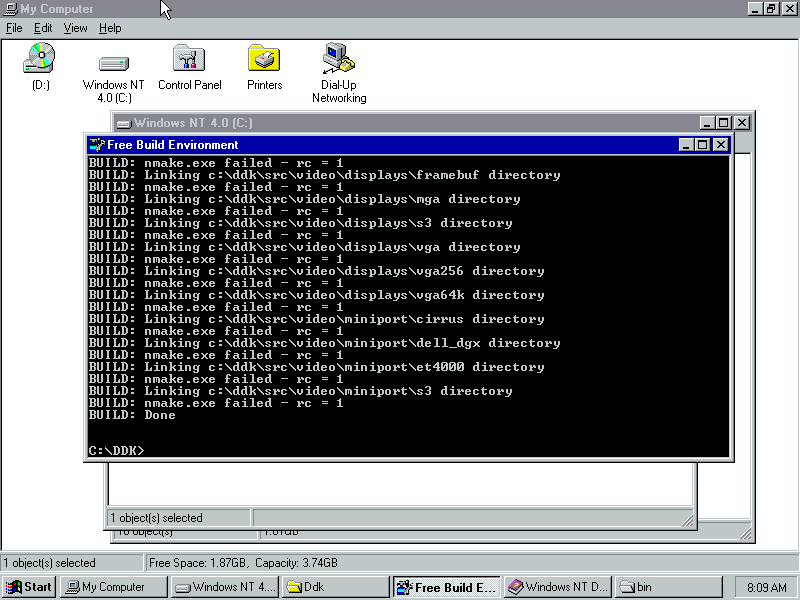 My Computer
File Edit View Help
(D:)
Windows NT 4.0 (C:)
Control Panel
Printers
Dial-Up Networking
Windows NT 4.0 (C:)
Free Build Environment
BUILD: nmake.exe failed - rc = 1
BUILD: Linking c:\ddk\src\video\displays\framebuf directory
BUILD: nmake.exe failed - rc = 1
BUILD: Linking c:\ddk\src\video\displays\mga directory
BUILD: nmake.exe failed - rc = 1
BUILD: Linking c:\ddk\src\video\displays\s3 directory
BUILD: nmake.exe failed - rc = 1
BUILD: Linking c:\ddk\src\video\displays\vga directory
BUILD: nmake.exe failed - rc = 1
BUILD: Linking c:\ddk\src\video\displays\vga256 directory
BUILD: nmake.exe failed - rc = 1
BUILD: Linking c:\ddk\src\video\displays\vga64k directory
BUILD: nmake.exe failed - rc = 1
BUILD: Linking c:\ddk\src\video\miniport\cirrus directory
BUILD: nmake.exe failed - rc = 1
BUILD: Linking c:\ddk\src\video\miniport\dell_dgx directory
BUILD: nmake.exe failed - rc = 1
BUILD: Linking c:\ddk\src\video\miniport\et4000 directory
BUILD: nmake.exe failed - rc = 1
BUILD: Linking c:\ddk\src\video\miniport\s3 directory
BUILD: nmake.exe failed - rc = 1
BUILD: Done
C:\DDK>
1 object(s) selected
object(s)
1 object(s) selected
Free Space: 1.87GB, Capacity: 3.74GB
Start My Computer Windows NT 4.... Ddk Free Build E... Windows NT D... bin 8:09 AM